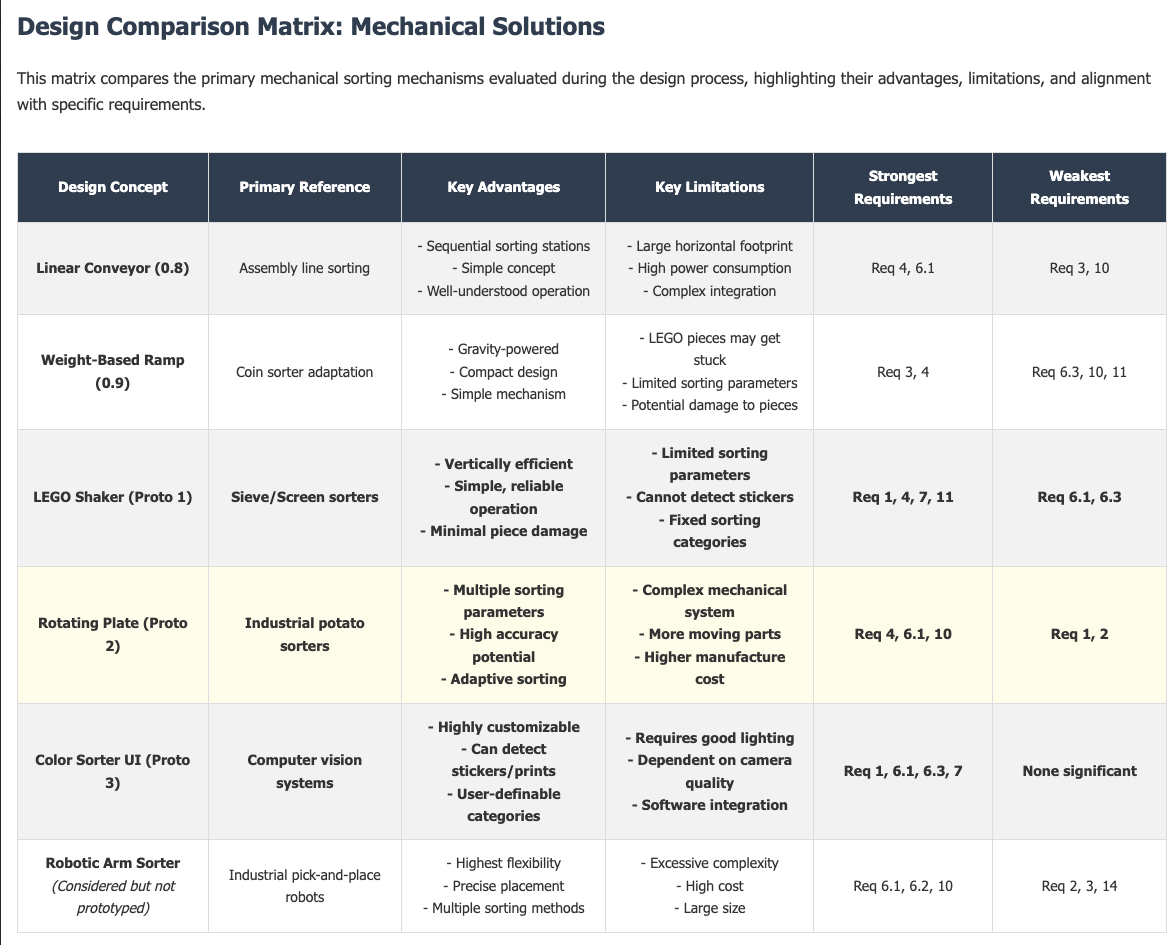 Design Comparison Matrix: Mechanical Solutions
This matrix compares the primary mechanical sorting mechanisms evaluated during the design process, highlighting their advantages, limitations, and alignment
with specific requirements.
Design Concept
Primary Reference
Key Advantages
Key Limitations
Strongest
Requirements
Weakest
Requirements
Linear Conveyor (0.8)
Assembly line sorting
- Sequential sorting stations
- Simple concept
- Well-understood operation
- Large horizontal footprint
- High power consumption
- Complex integration
Req 4, 6.1
Req 3, 10
Weight-Based Ramp
(0.9)
Coin sorter adaptation
- Gravity-powered
- Compact design
- Simple mechanism
- LEGO pieces may get
stuck
- Limited sorting parameters
- Potential damage to pieces
Req 3, 4
Req 6.3, 10, 11
LEGO Shaker (Proto 1)
Sieve/Screen sorters
- Vertically efficient
- Simple, reliable
operation
- Minimal piece damage
- Limited sorting
parameters
- Cannot detect stickers
- Fixed sorting
categories
Req 1, 4, 7, 11
Req 6.1, 6.3
Rotating Plate (Proto
2)
Industrial potato
sorters
- Multiple sorting
parameters
- High accuracy
potential
- Adaptive sorting
- Complex mechanical
system
- More moving parts
- Higher manufacture
cost
Req 4, 6.1, 10
Req 1, 2
Color Sorter UI (Proto
3)
Computer vision
systems
- Highly customizable
- Can detect
stickers/prints
- User-definable
categories
- Requires good lighting
- Dependent on camera
quality
- Software integration
Req 1, 6.1, 6.3, 7
None significant
Robotic Arm Sorter
(Considered but not
prototyped)
Industrial pick-and-place
robots
- Highest flexibility
- Precise placement
- Multiple sorting methods
- Excessive complexity
- High cost
- Large size
Req 6.1, 6.2, 10
Req 2, 3, 14